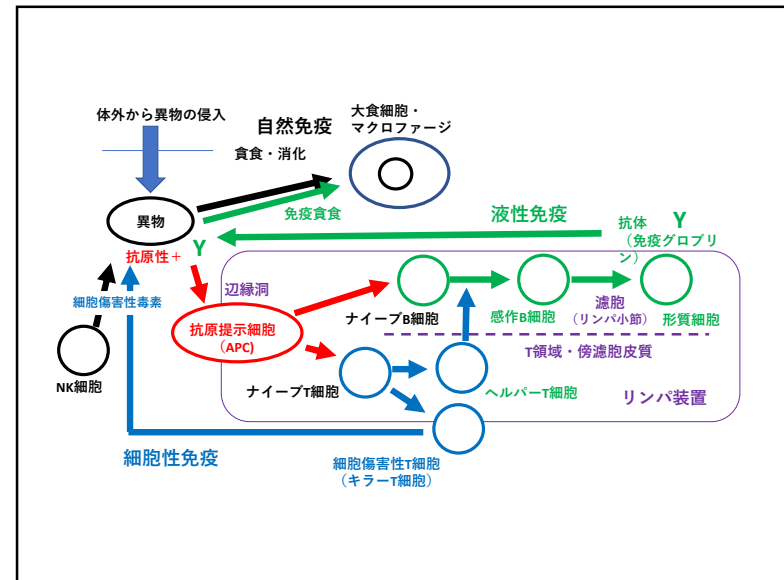 体外から異物の侵入
自然免疫
大食細胞・
マクロファージ
貪食・消化
異物
免疫貪食
液性免疫
抗体
（免疫グロブリ
ン）
Y
抗原性＋
Y
細胞傷害性毒素
NK細胞
辺縁洞
抗原提示細胞
（APC)
ナイーブB細胞
感作B細胞
濾胞
（リンパ小節）
形質細胞
T領域・傍濾胞皮質
ナイーブT細胞
ヘルパーT細胞
リンパ装置
細胞性免疫
細胞傷害性T細胞
（キラーT細胞）